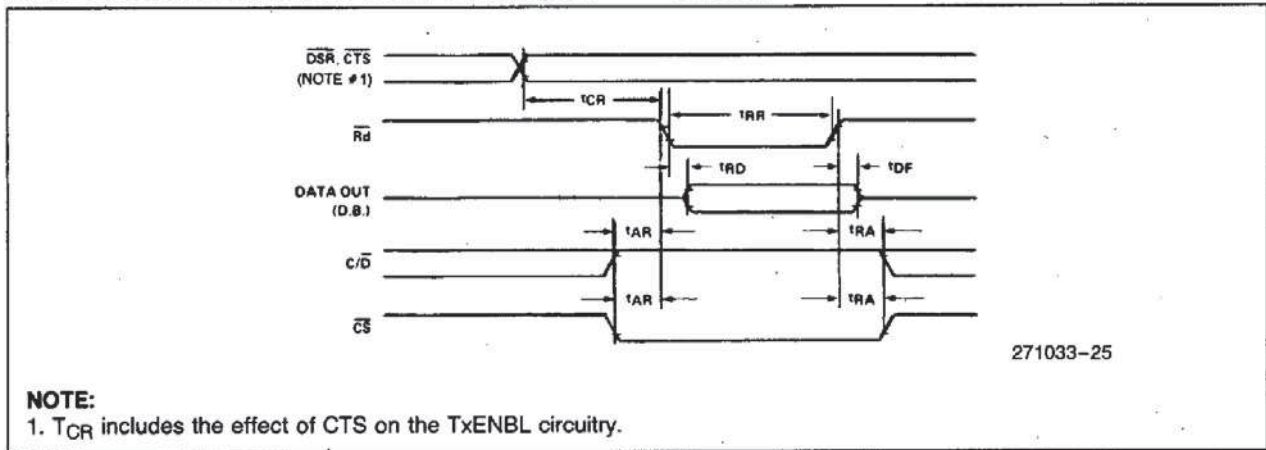 DSR, CTS
(NOTE #1)
tCR
tRR
Rd
tRD
tDF
DATA OUT
(D.B.)
tAR
tRA
C/D
tAR
tRA
CS
271033-25
NOTE:
1. TCR includes the effect of CTS on the TxENBL circuitry.